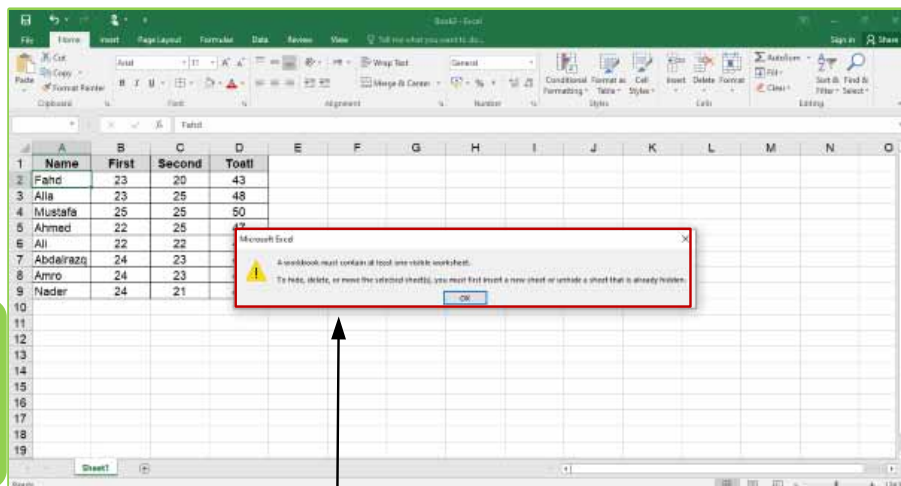 Book2 - Excel
File Home Insert Page Layout Formulas Data Review View Tell me what you want to do... Sign in Share
Cut
Copy
Format Painter
Paste
Arial 11
Wrap Text
Merge & Center
General
Conditional Formatting Format as Table Cell Styles
Insert Delete Format
AutoSum
Fill
Clear
Sort & Filter Find & Select
Clipboard Font Alignment Number Styles Cells Editing
Fahd
A B C D E F G H I J K L M N O
1 Name First Second Toatl
2 Fahd 23 20 43
3 Alla 23 25 48
4 Mustafa 25 25 50
5 Ahmed 22 25 47
6 Ali 22 22
7 Abdalrazq 24 23
8 Amro 24 23
9 Nader 24 21
10
11
12
13
14
15
16
17
18
19
Microsoft Excel
A workbook must contain at least one visible worksheet.
To hide, delete, or move the selected sheet(s), you must first insert a new sheet or unhide a sheet that is already hidden.
OK
Sheet1
Ready